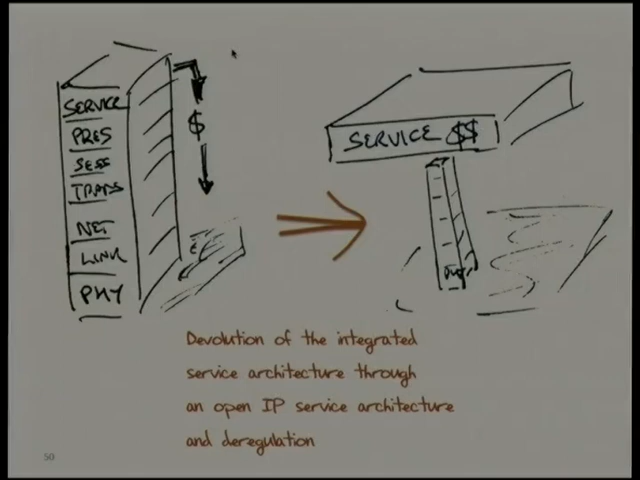 SERVICE
PRES
SESS
TRANS
NET
LINK
PHY
$
SERVICE $$
Devolution of the integrated
service architecture through
an open IP service architecture
and deregulation
50